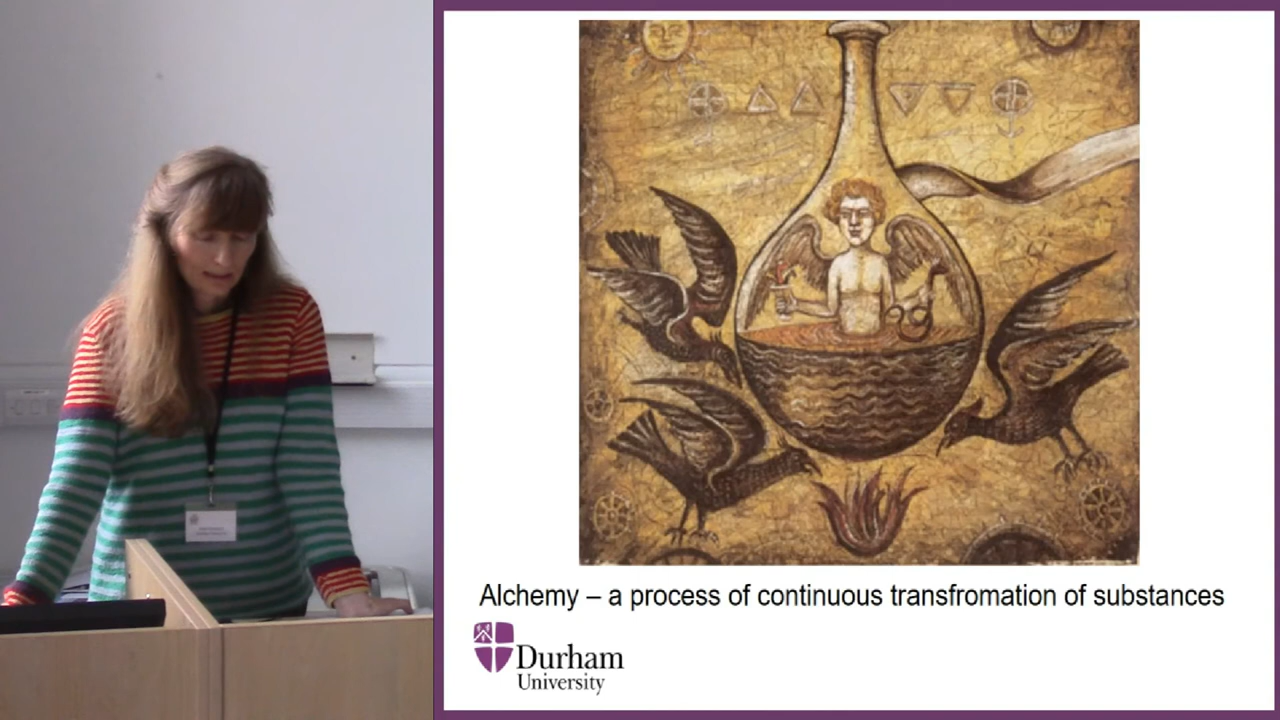 Alchemy – a process of continuous transfromation of substances
Durham
University